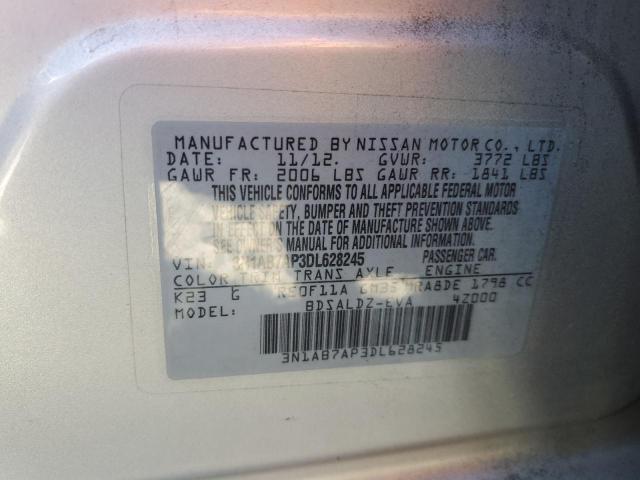 MANUFACTURED BY NISSAN MOTOR CO., LTD.
DATE: 11/12. GVWR: 3772 LBS
GAWR FR: 2006 LBS GAWR RR: 1841 LBS
THIS VEHICLE CONFORMS TO ALL APPLICABLE FEDERAL MOTOR
VEHICLE SAFETY, BUMPER AND THEFT PREVENTION STANDARDS
IN EFFECT ON THE DATE OF MANUFACTURE SHOWN ABOVE.
SEE OWNER'S MANUAL FOR ADDITIONAL INFORMATION.
VIN: 3N1AB7AP3DL628245 PASSENGER CAR.
COLOR TRIM TRANS AXLE ENGINE
K23 G RE0F11A GM35 MRA8DE 1798 CC
MODEL: BDSALDZ-EVA 4Z000
3N1AB7AP3DL628245